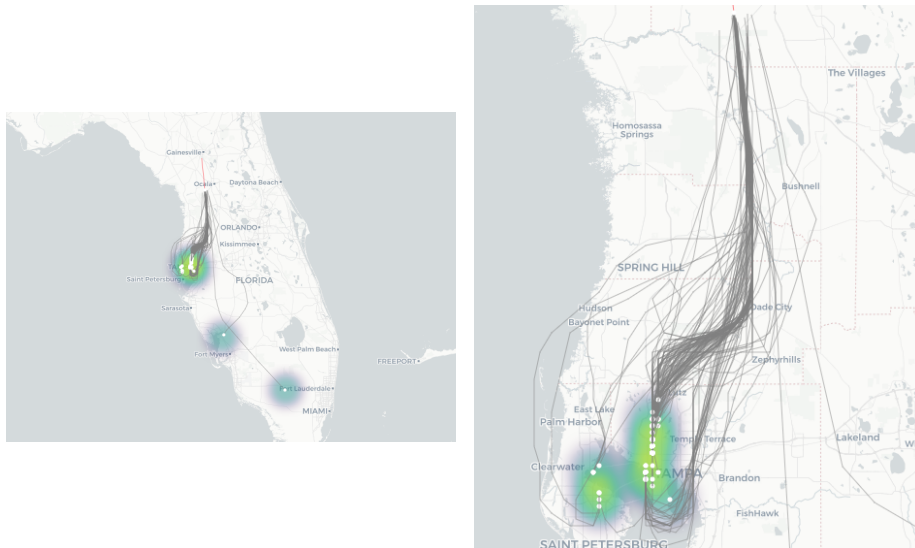 Gainesville
Ocala
Daytona Beach
ORLANDO
Kissimmee
Saint Petersburg
FLORIDA
Sarasota
West Palm Beach
Fort Myers
FREEPORT
Lauderdale
MIAMI
The Villages
Homosassa
Springs
Bushnell
SPRING HILL
Hudson
Dade City
Bayonet Point
Zephyrhills
East Lake
Palm Harbor
Temple Terrace
Lakeland
Clearwater
TAMPA
Brandon
FishHawk
SAINT PETERSBURG